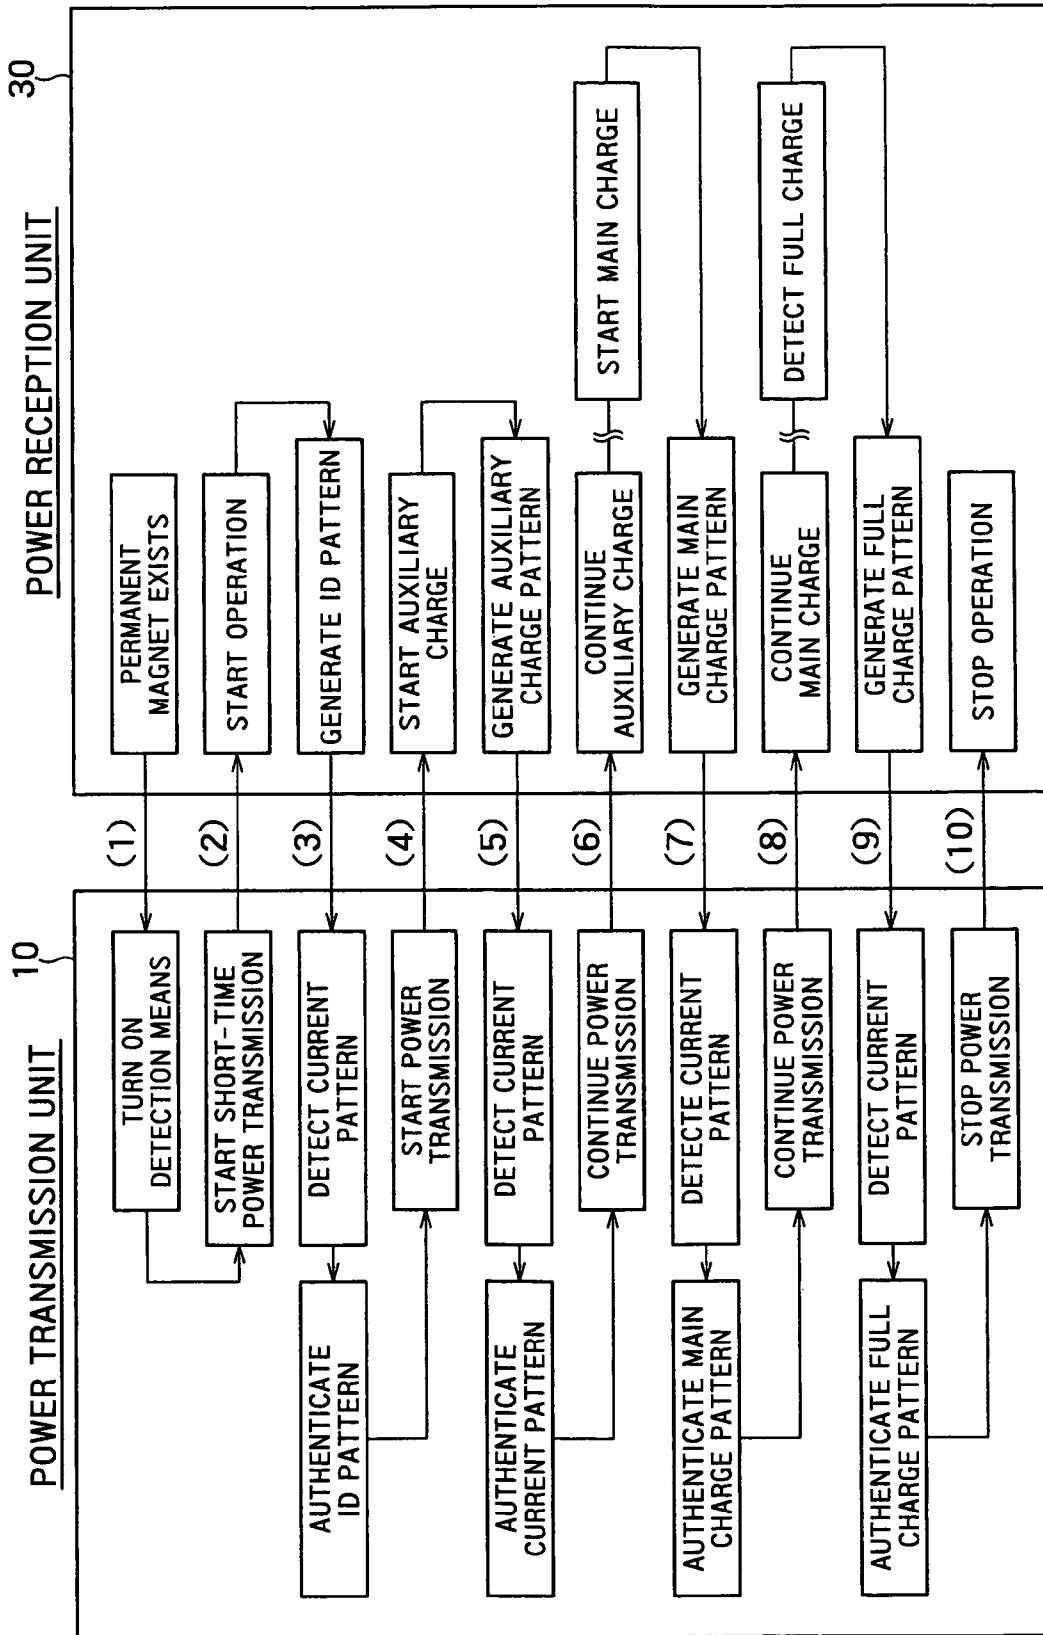 POWER TRANSMISSION UNIT
10
TURN ON
DETECTION MEANS
START SHORT-TIME
POWER TRANSMISSION
DETECT CURRENT
PATTERN
AUTHENTICATE
ID PATTERN
START POWER
TRANSMISSION
DETECT CURRENT
PATTERN
AUTHENTICATE
CURRENT PATTERN
CONTINUE POWER
TRANSMISSION
DETECTE CURRENT
PATTERN
AUTHENTICATE MAIN
CHARGE PATTERN
CONTINUE POWER
TRANSMISSION
DETECT CURRENT
PATTERN
AUTHENTICATE FULL
CHARGE PATTERN
STOP POWER
TRANSMISSION
(1)
(2)
(3)
(4)
(5)
(6)
(7)
(8)
(9)
(10)
POWER RECEPTION UNIT
30
PERMANENT
MAGNET EXISTS
START OPERATION
GENERATE ID PATTERN
START AUXILIARY
CHARGE
GENERATE AUXILIARY
CHARGE PATTERN
CONTINUE
AUXILIARY CHARGE
START MAIN CHARGE
GENERATE MAIN
CHARGE PATTERN
CONTINUE
MAIN CHARGE
DETECT FULL CHARGE
GENERATE FULL
CHARGE PATTERN
STOP OPERATION